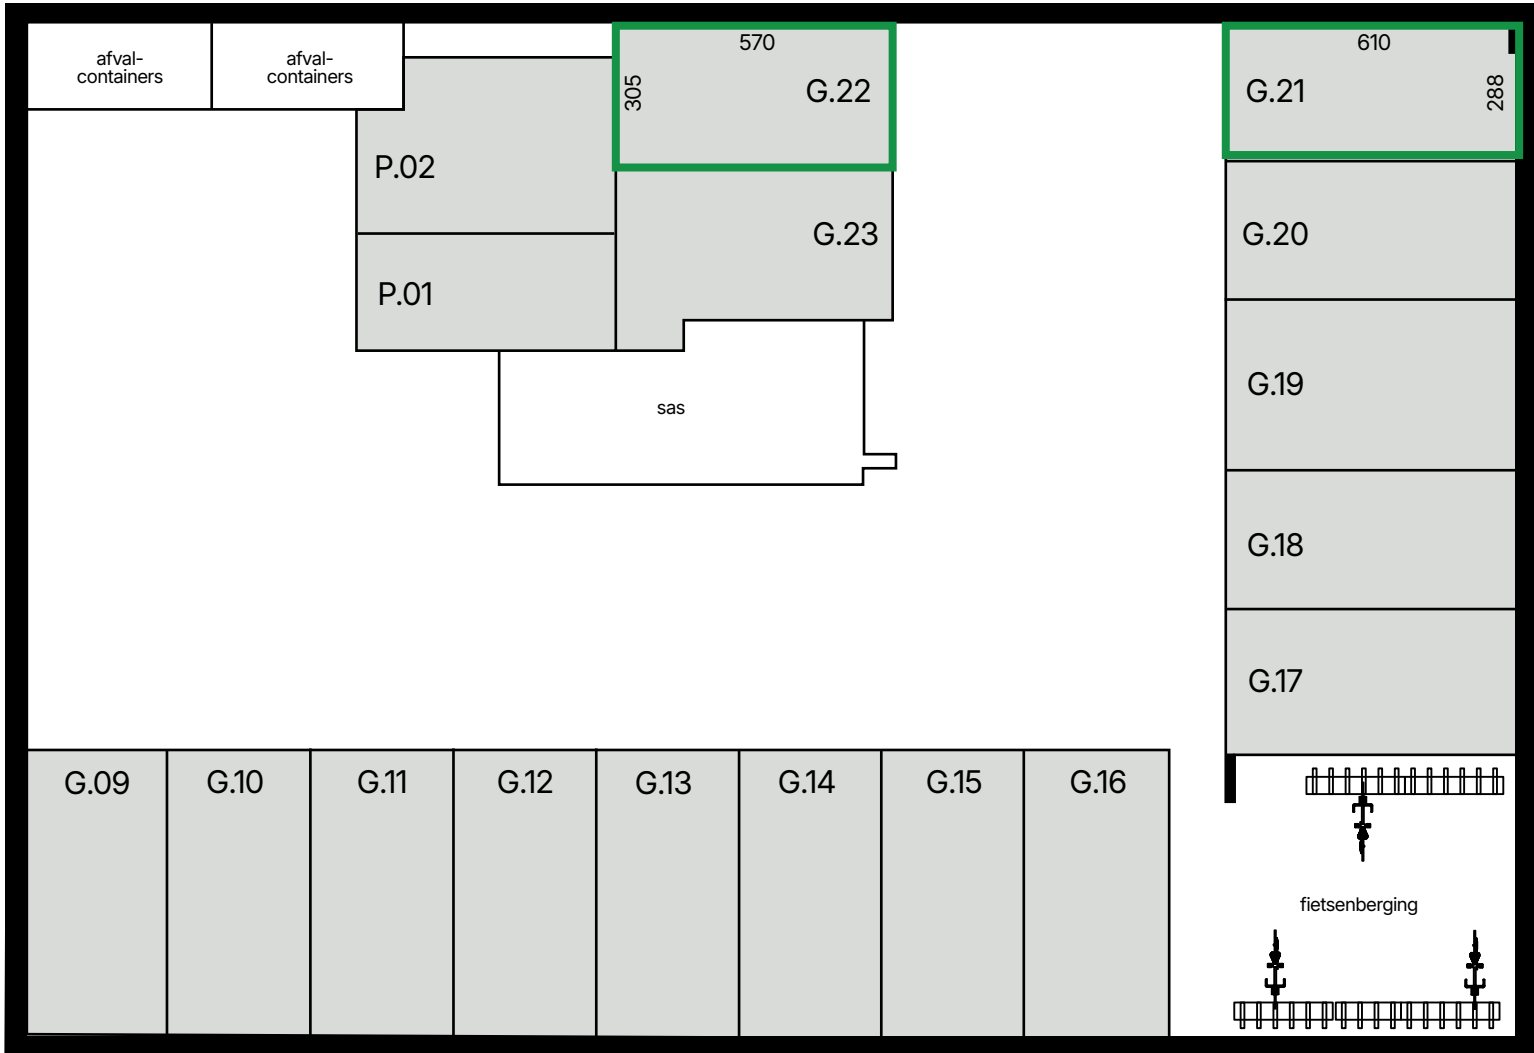 afval-
containers
afval-
containers
570
305
G.22
610
G.21
288
P.02
G.23
G.20
P.01
G.19
sas
G.18
G.17
G.09
G.10
G.11
G.12
G.13
G.14
G.15
G.16
fietsenberging